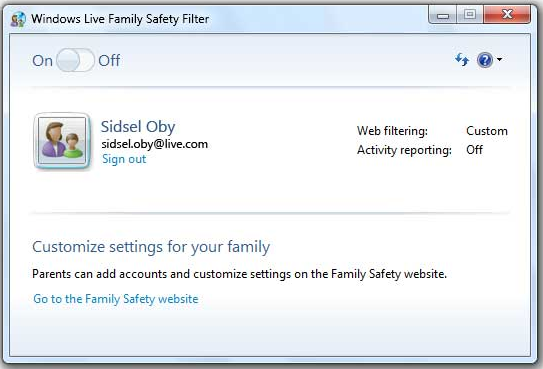 Windows Live Family Safety Filter
On Off
Sidsel Oby
sidsel.oby@live.com
Sign out
Web filtering: Custom
Activity reporting: Off
Customize settings for your family
Parents can add accounts and customize settings on the Family Safety website.
Go to the Family Safety website